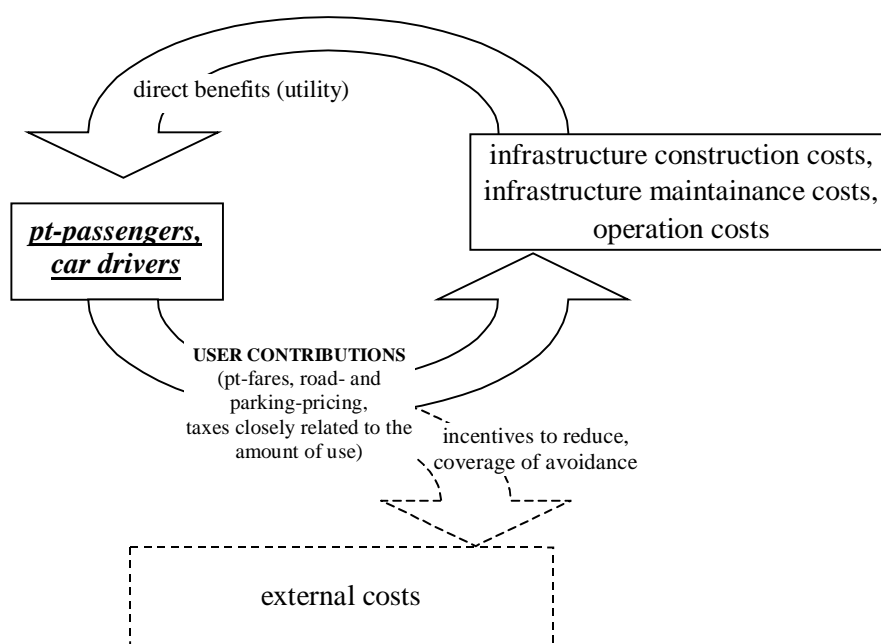 direct benefits (utility)
infrastructure construction costs,
infrastructure maintainance costs,
operation costs
pt-passengers,
car drivers
USER CONTRIBUTIONS
(pt-fares, road- and
parking-pricing,
taxes closely related to the
amount of use)
incentives to reduce,
coverage of avoidance
external costs